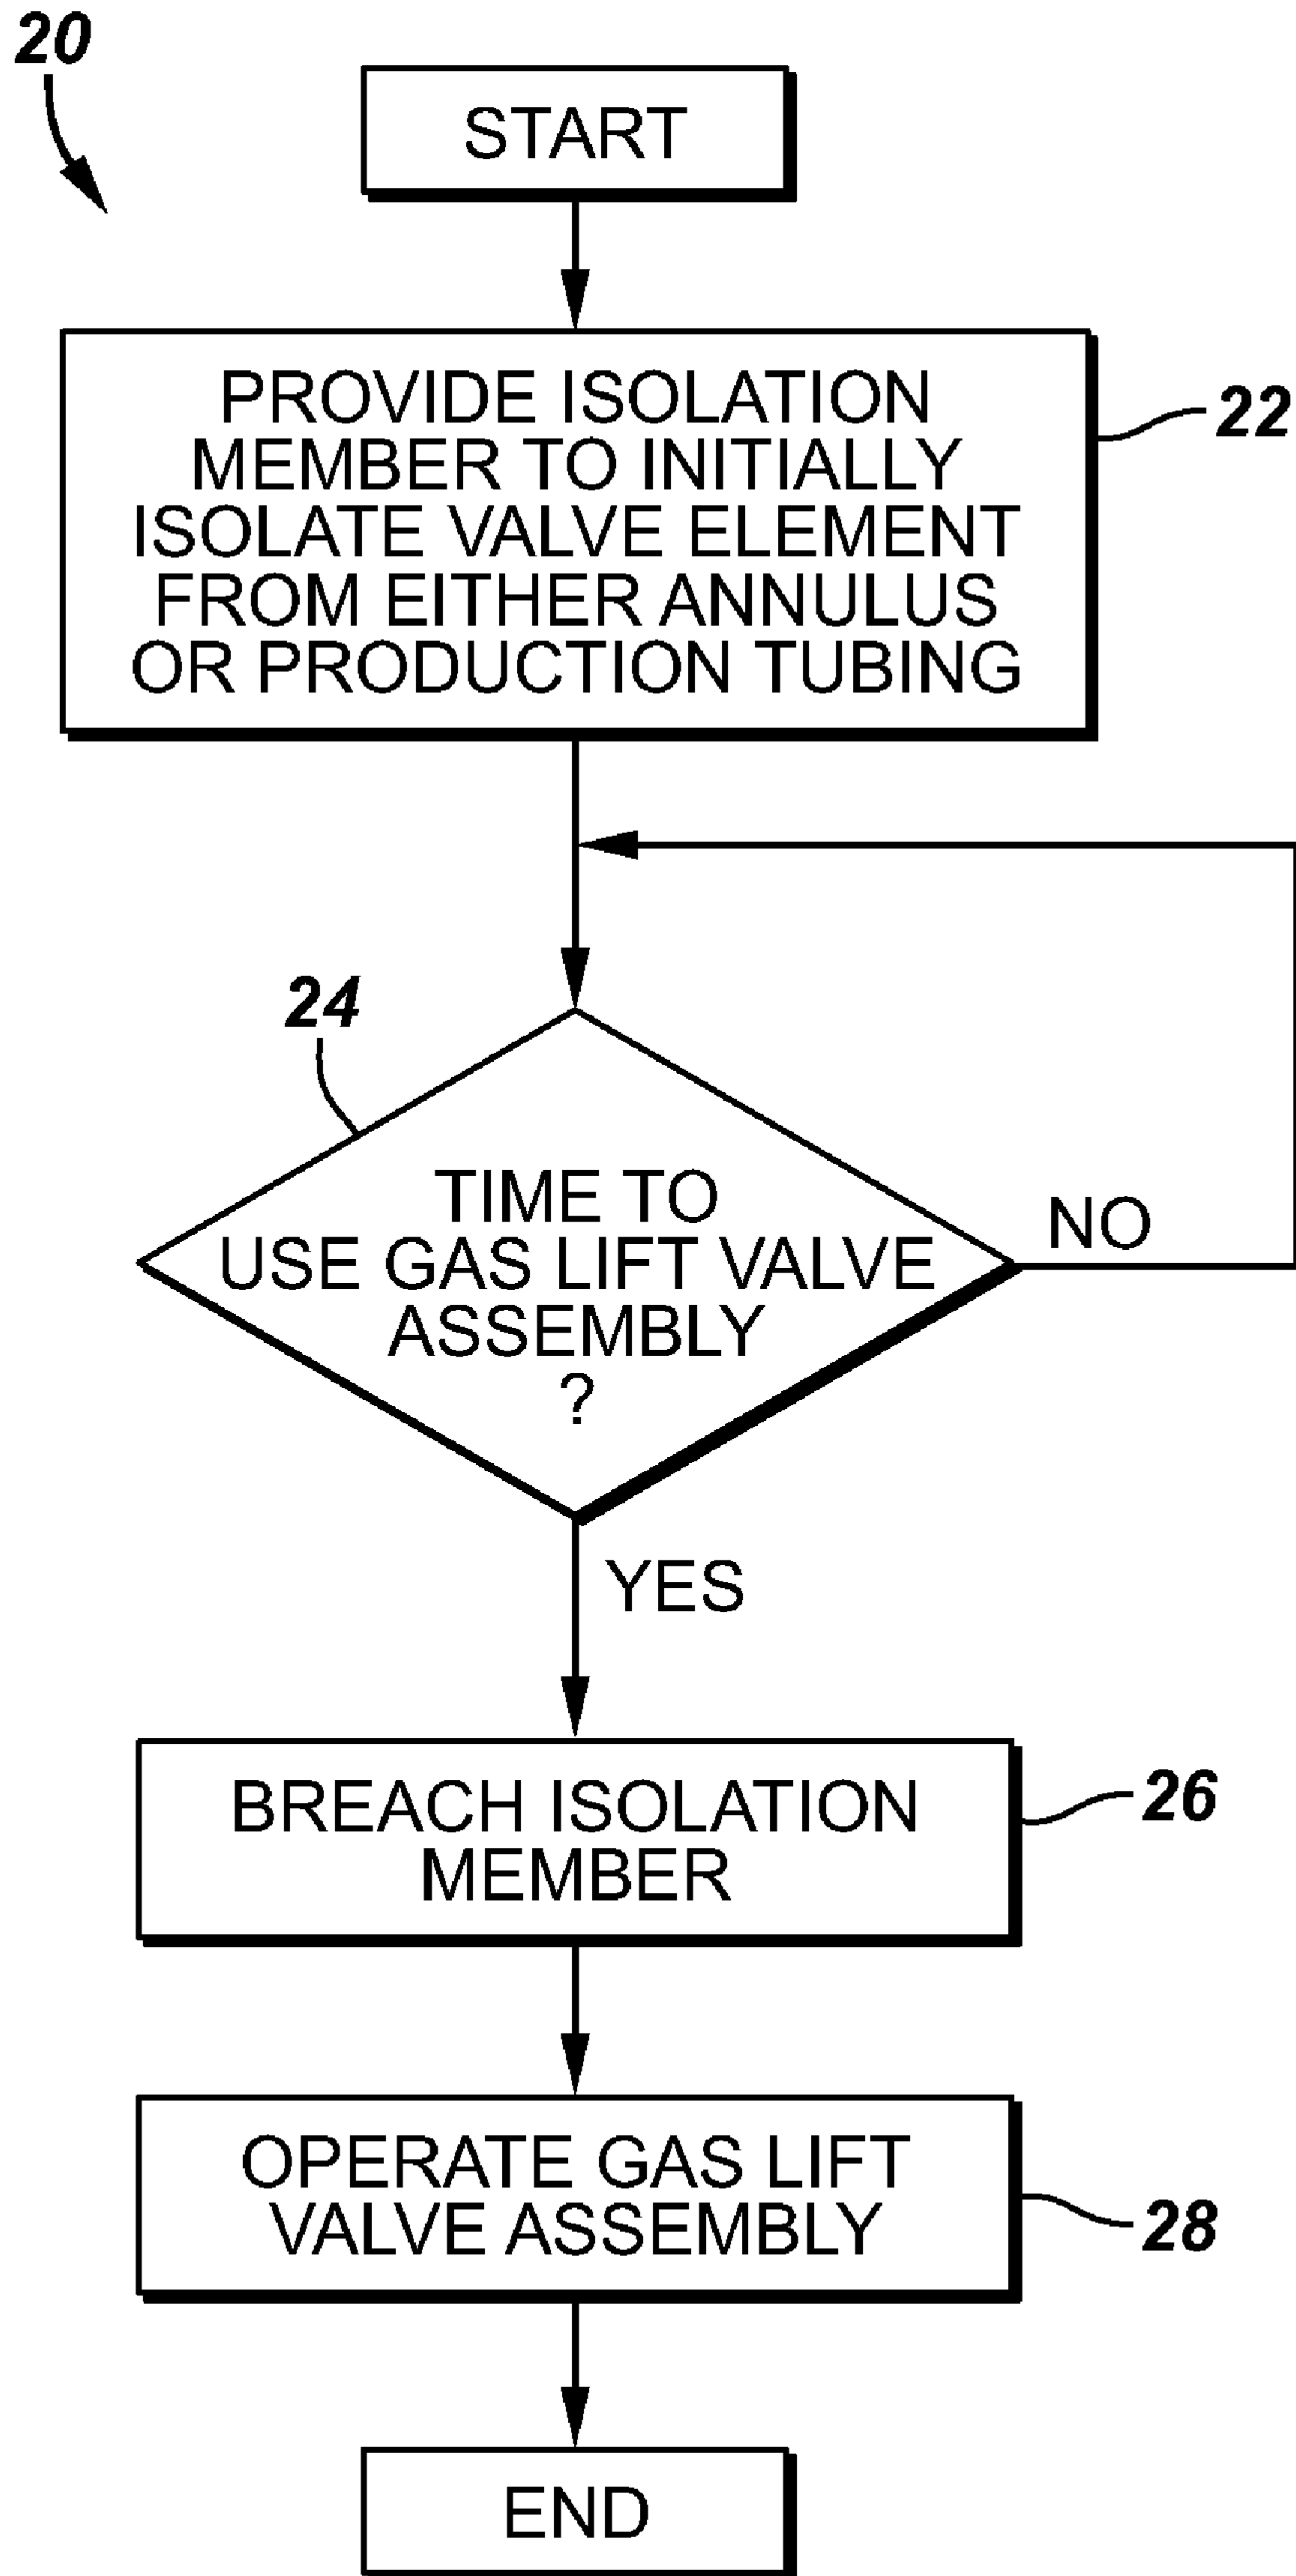 20
START
PROVIDE ISOLATION
MEMBER TO INITIALLY
ISOLATE VALVE ELEMENT
FROM EITHER ANNULUS
OR PRODUCTION TUBING
22
24
TIME TO
USE GAS LIFT VALVE
ASSEMBLY
?
NO
YES
BREACH ISOLATION
MEMBER
26
OPERATE GAS LIFT
VALVE ASSEMBLY
28
END